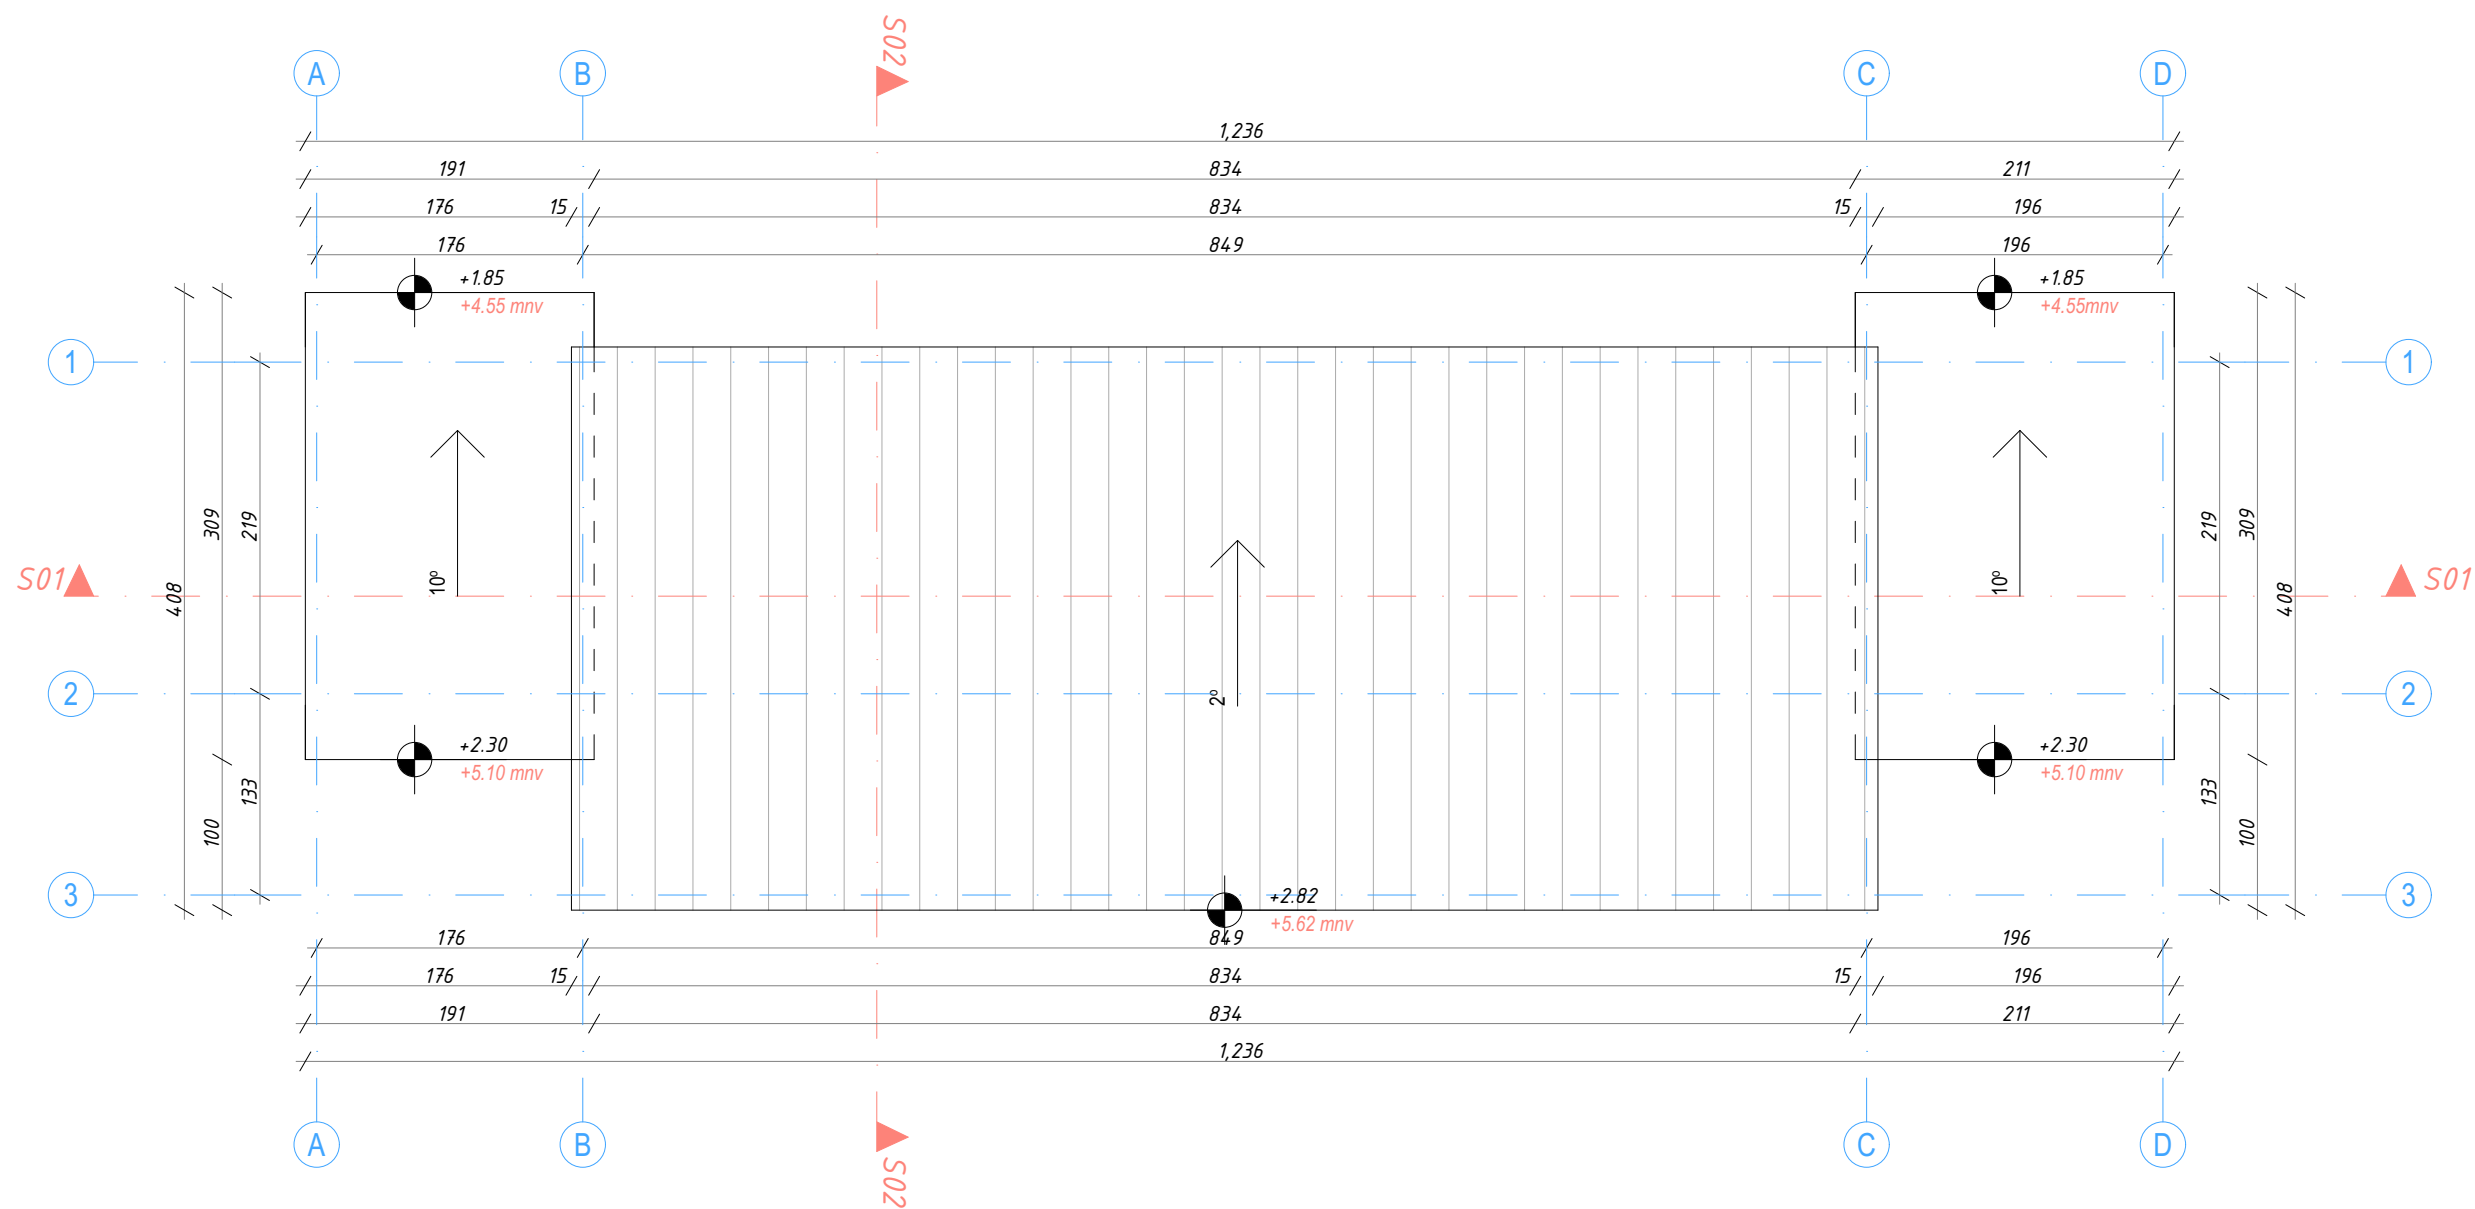 S02
A B C D
1,236
191 834 211
176 15 834 15 196
176 849 196
+1.85 +1.85
+4.55 mnv +4.55mnv
1 1
309 219 219 309
10º 10º
S01 408 408 S01
2 2º 2
+2.30 +2.30
+5.10 mnv +5.10 mnv
133 133
100 100
3 +2.82 3
+5.62 mnv
176 849 196
176 15 834 15 196
191 834 211
1,236
A B C D
S02